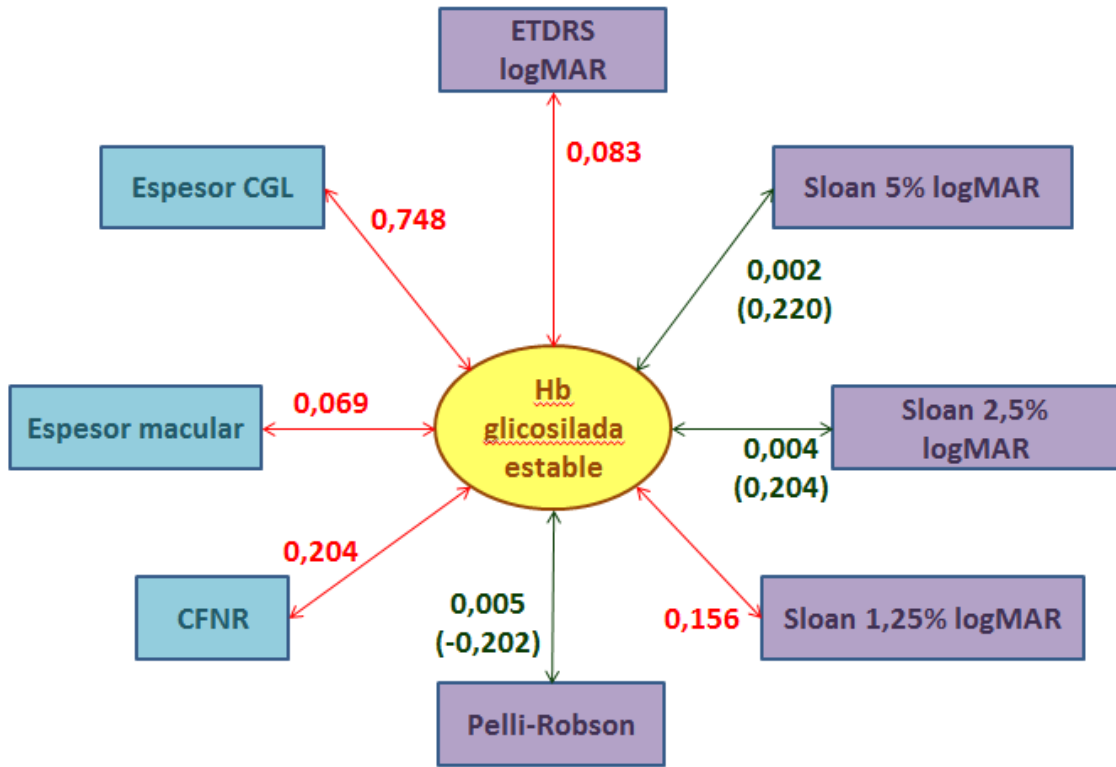 ETDRS
logMAR
0,083
Espesor CGL
0,748
Sloan 5% logMAR
0,002
(0,220)
Espesor macular
0,069
Hb
glicosilada
estable
Sloan 2,5%
logMAR
0,004
(0,204)
CFNR
0,204
0,005
(-0,202)
0,156
Sloan 1,25% logMAR
Pelli-Robson